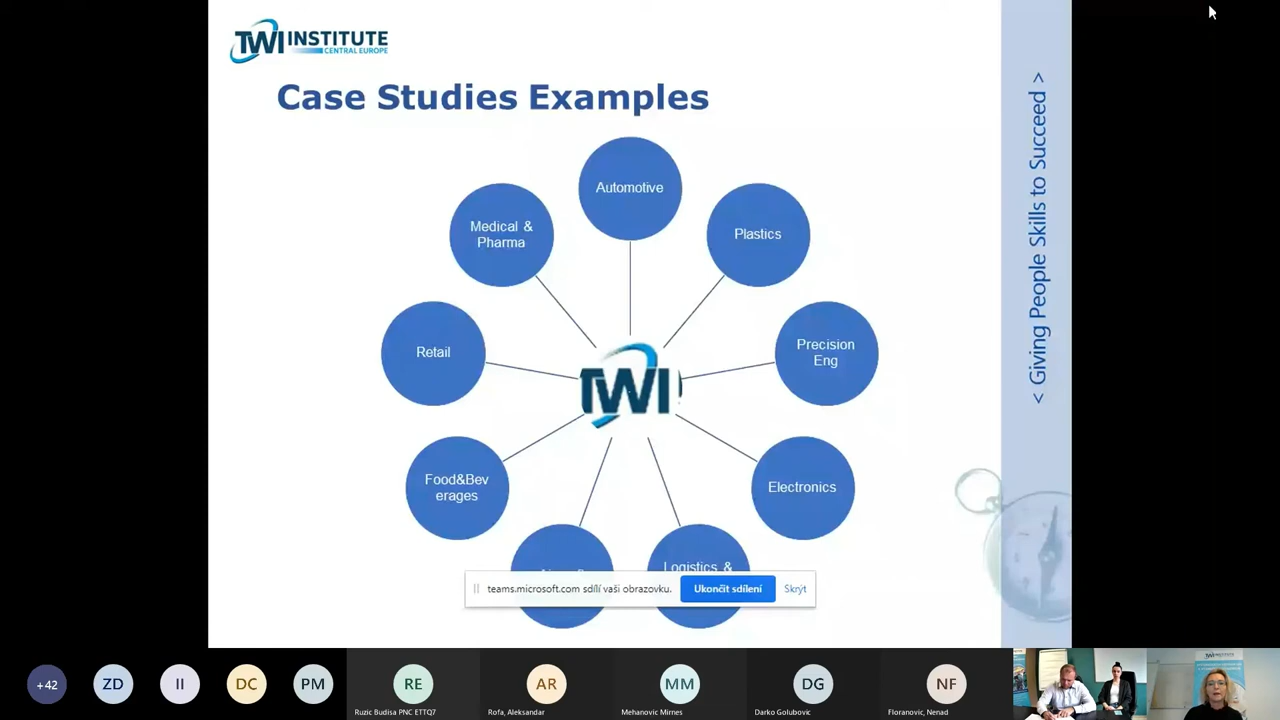 TWI INSTITUTE
CENTRAL EUROPE
Case Studies Examples
Automotive
Medical &
Pharma
Plastics
Retail
Precision
Eng
TWI
Food&Bev
erages
Electronics
Logistics &
teams.microsoft.com sdílí vaši obrazovku.
Ukončit sdílení
Skrýt
< Giving People Skills to Succeed >
+42
ZD
II
DC
PM
RE
AR
MM
DG
NF
Ruzic Budisa PNC ETTQ7
Rofa, Aleksandar
Mehanovic Mirnes
Darko Golubovic
Floranovic, Nenad